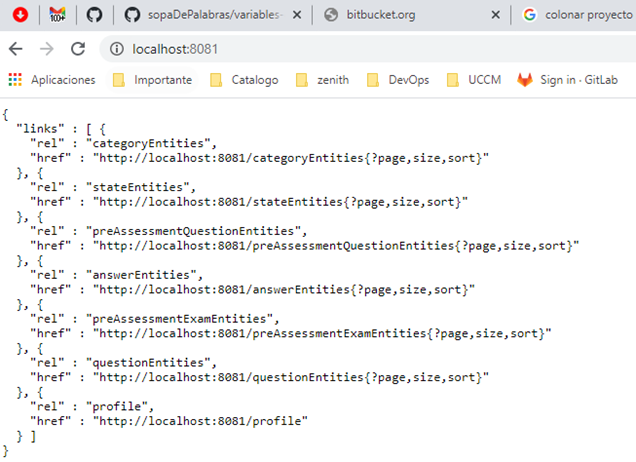 100+
sopaDePalabras/variables-
bitbucket.org
colonar proyecto
localhost:8081
Aplicaciones
Importante
Catalogo
zenith
DevOps
UCCM
Sign in · GitLab
{
  "links" : [ {
    "rel" : "categoryEntities",
    "href" : "http://localhost:8081/categoryEntities{?page,size,sort}"
  }, {
    "rel" : "stateEntities",
    "href" : "http://localhost:8081/stateEntities{?page,size,sort}"
  }, {
    "rel" : "preAssessmentQuestionEntities",
    "href" : "http://localhost:8081/preAssessmentQuestionEntities{?page,size,sort}"
  }, {
    "rel" : "answerEntities",
    "href" : "http://localhost:8081/answerEntities{?page,size,sort}"
  }, {
    "rel" : "preAssessmentExamEntities",
    "href" : "http://localhost:8081/preAssessmentExamEntities{?page,size,sort}"
  }, {
    "rel" : "questionEntities",
    "href" : "http://localhost:8081/questionEntities{?page,size,sort}"
  }, {
    "rel" : "profile",
    "href" : "http://localhost:8081/profile"
  } ]
}